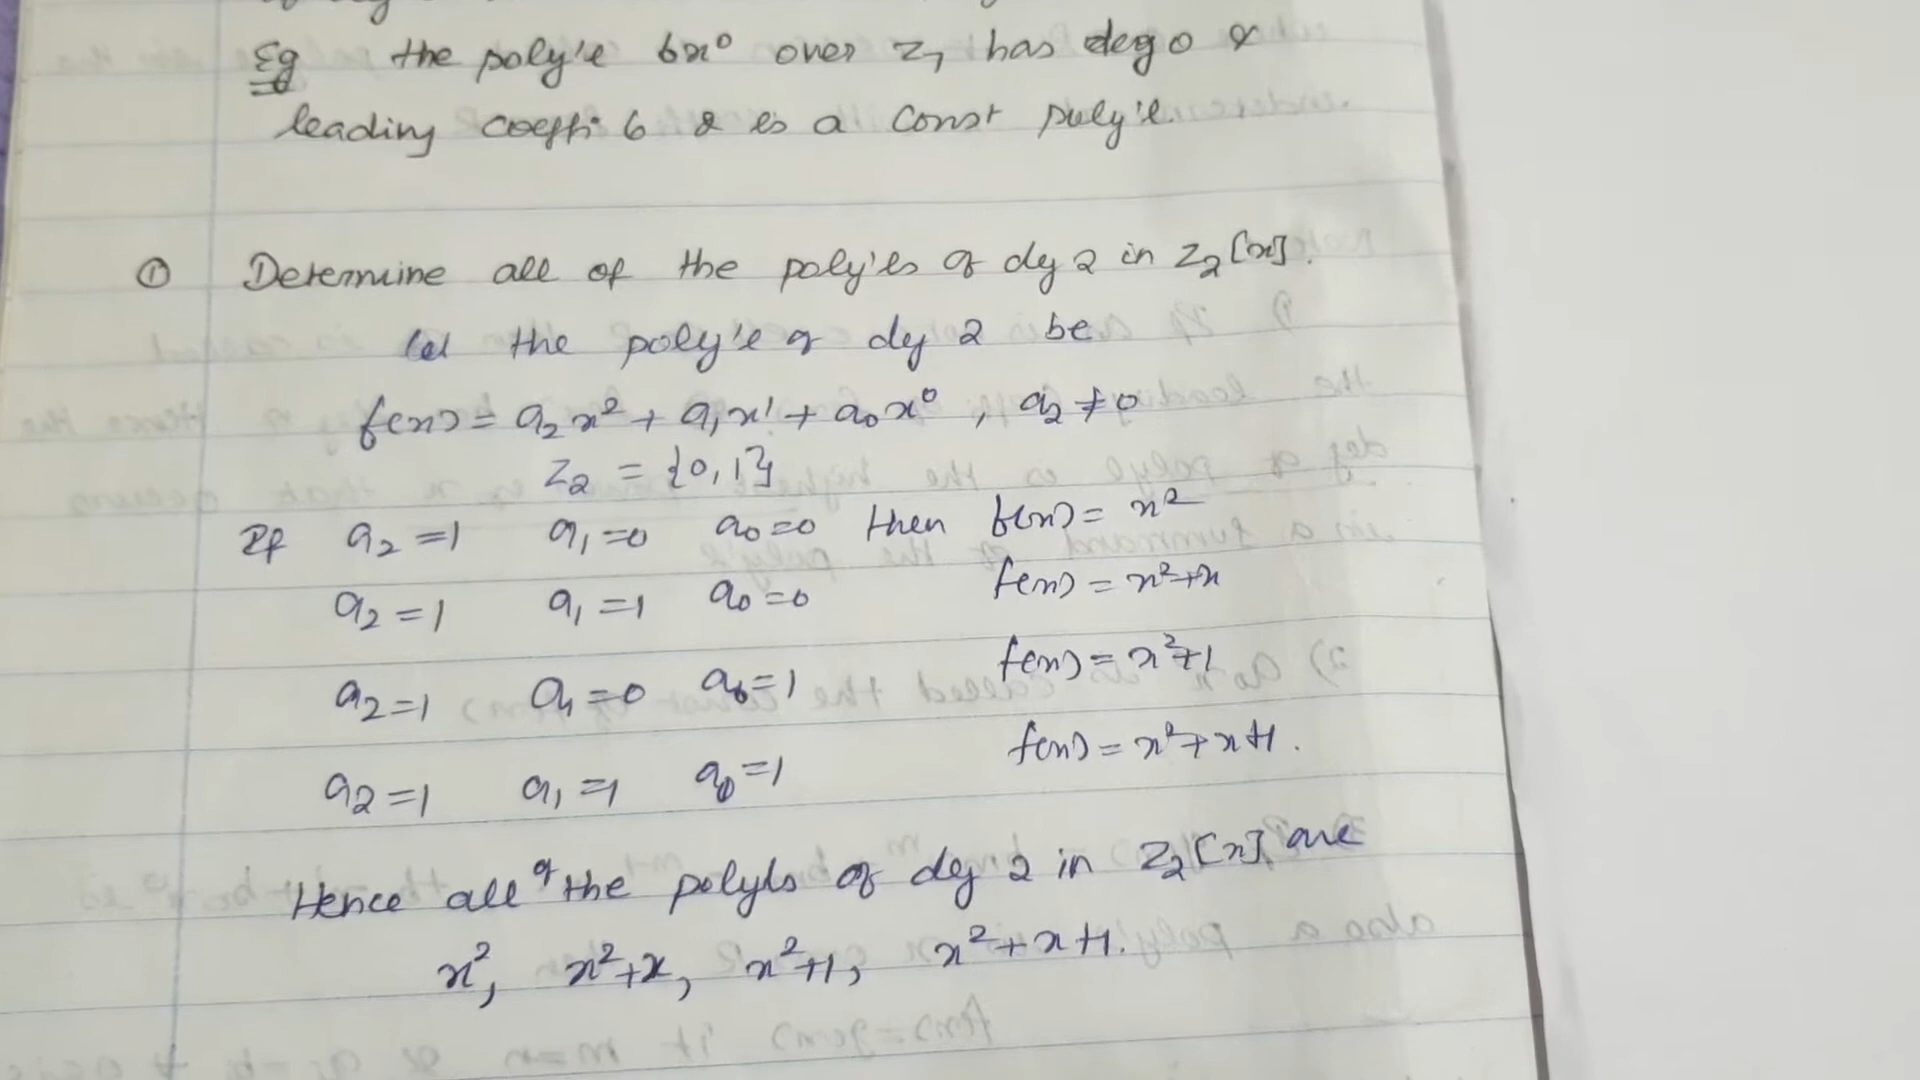 Eg the poly'l 6x⁰ over Z₇ has deg 0 &
leading coeffi 6 & is a const poly'l.
① Determine all of the poly'ls of dg 2 in Z₂[x].
let the poly'l of dg 2 be
f(x) = a₂x² + a₁x¹ + a₀x⁰ , a₂ ≠ 0
Z₂ = {0,1}
If a₂ = 1 a₁ = 0 a₀ = 0 then f(x) = x²
a₂ = 1 a₁ = 1 a₀ = 0 f(x) = x²+x
a₂ = 1 a₁ = 0 a₀ = 1 f(x) = x²+1
a₂ = 1 a₁ = 1 a₀ = 1 f(x) = x²+x+1.
Hence all of the polyls of dg 2 in Z₂[x] are
x², x²+x, x²+1, x²+x+1.